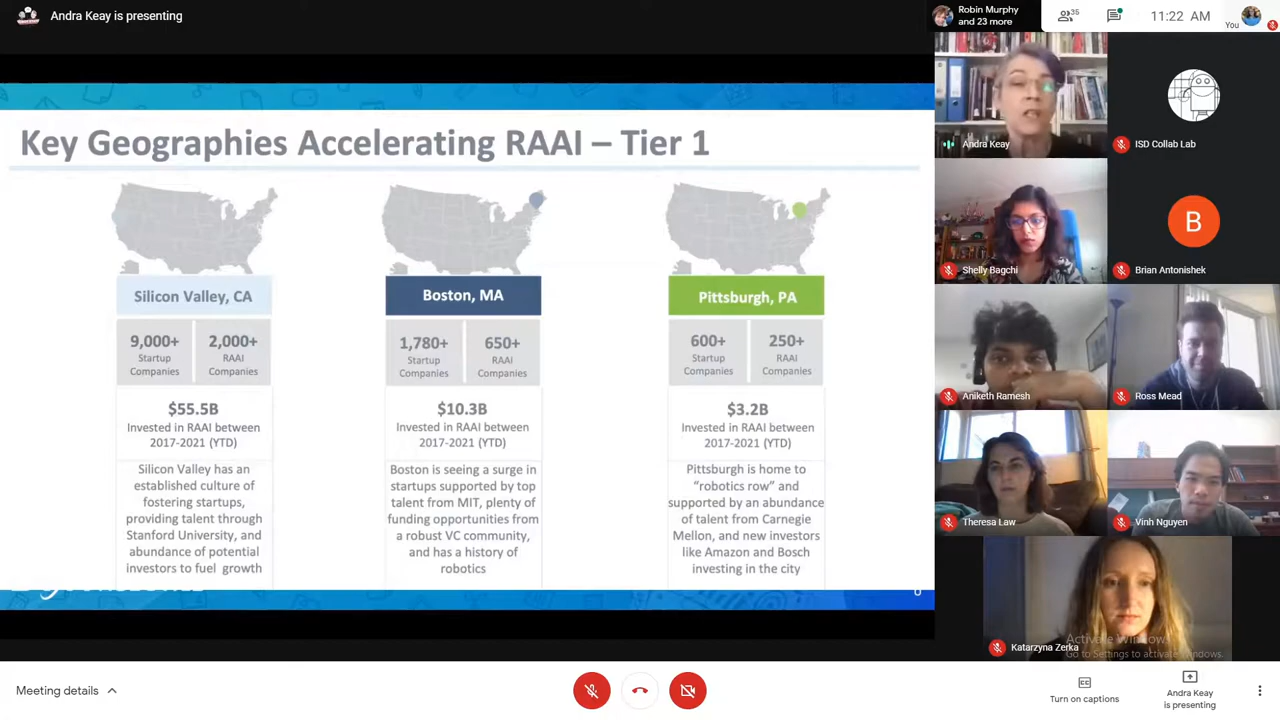 Andra Keay is presenting
Robin Murphy
and 23 more
35
11:22 AM
You
Key Geographies Accelerating RAAI – Tier 1
Silicon Valley, CA
9,000+
Startup
Companies
2,000+
RAAI
Companies
$55.5B
Invested in RAAI between
2017-2021 (YTD)
Silicon Valley has an
established culture of
fostering startups,
providing talent through
Stanford University, and
abundance of potential
investors to fuel growth
Boston, MA
1,780+
Startup
Companies
650+
RAAI
Companies
$10.3B
Invested in RAAI between
2017-2021 (YTD)
Boston is seeing a surge in
startups supported by top
talent from MIT, plenty of
funding opportunities from
a robust VC community,
and has a history of
robotics
Pittsburgh, PA
600+
Startup
Companies
250+
RAAI
Companies
$3.2B
Invested in RAAI between
2017-2021 (YTD)
Pittsburgh is home to
“robotics row” and
supported by an abundance
of talent from Carnegie
Mellon, and new investors
like Amazon and Bosch
investing in the city
Andra Keay
ISD Collab Lab
Shelly Bagchi
B
Brian Antonishek
Aniketh Ramesh
Ross Mead
Theresa Law
Vinh Nguyen
Katarzyna Zerka
Activate Windows
Go to Settings to activate Windows.
Meeting details
Turn on captions
Andra Keay
is presenting